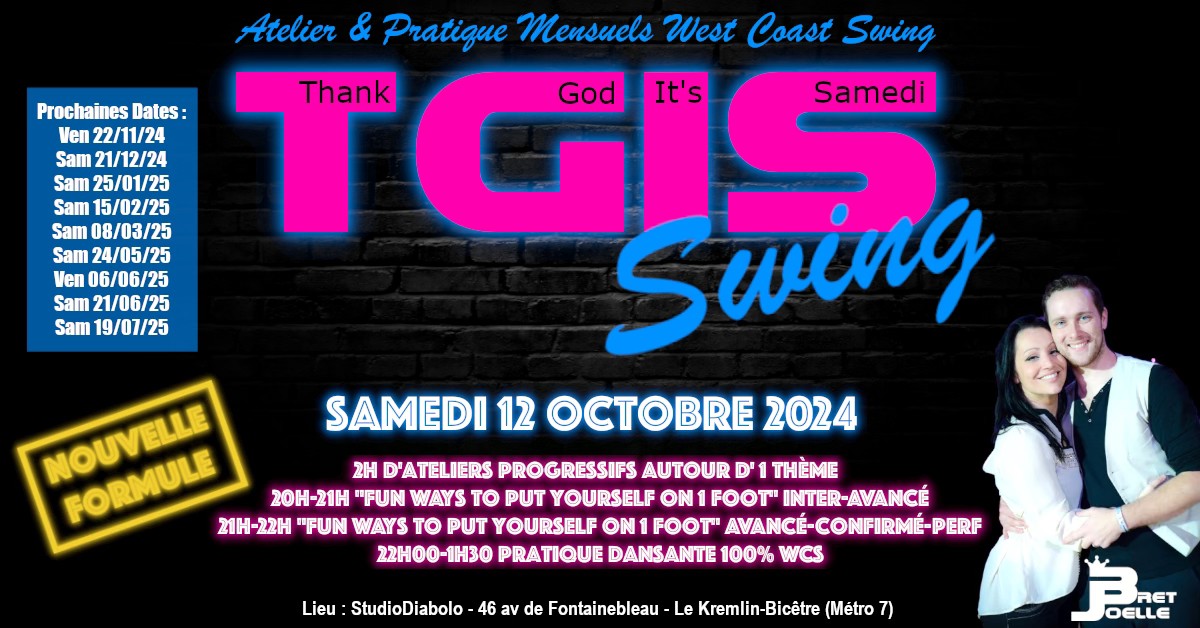 Atelier & Pratique Mensuels West Coast Swing
TGIS
Thank God It's Samedi
Swing
Prochaines Dates :
Ven 22/11/24
Sam 21/12/24
Sam 25/01/25
Sam 15/02/25
Sam 08/03/25
Sam 24/05/25
Ven 06/06/25
Sam 21/06/25
Sam 19/07/25
NOUVELLE
FORMULE
SAMEDI 12 OCTOBRE 2024
2H D'ATELIERS PROGRESSIFS AUTOUR D' 1 THÈME
20H-21H "FUN WAYS TO PUT YOURSELF ON 1 FOOT" INTER-AVANCÉ
21H-22H "FUN WAYS TO PUT YOURSELF ON 1 FOOT" AVANCÉ-CONFIRMÉ-PERF
22H00-1H30 PRATIQUE DANSANTE 100% WCS
Lieu : StudioDiabolo - 46 av de Fontainebleau - Le Kremlin-Bicêtre (Métro 7)
BRET
JOELLE